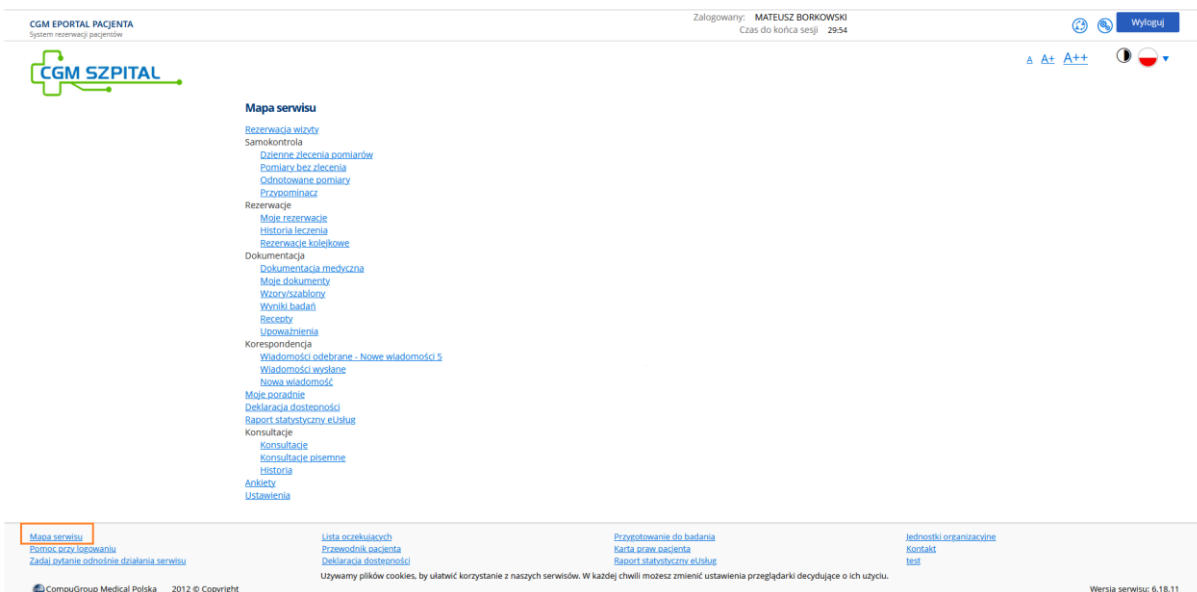 CGM EPORTAL PACJENTA
System rezerwacji pacjentów
Zalogowany: MATEUSZ BORKOWSKI
Czas do końca sesji 29:54
Wyloguj
CGM SZPITAL
A A+ A++
Mapa serwisu
Rezerwacja wizyty
Samokontrola
Dzienne zlecenia pomiarów
Pomiary bez zlecenia
Odnotowane pomiary
Przypominacz
Rezerwacje
Moje rezerwacje
Historia leczenia
Rezerwacje kolejkowe
Dokumentacja
Dokumentacja medyczna
Moje dokumenty
Wzory/szablony
Wyniki badań
Recepty
Upoważnienia
Korespondencja
Wiadomości odebrane - Nowe wiadomości 5
Wiadomości wysłane
Nowa wiadomość
Moje poradnie
Deklaracja dostępności
Raport statystyczny eUsług
Konsultacje
Konsultacje
Konsultacje pisemne
Historia
Ankiety
Ustawienia
Mapa serwisu
Pomoc przy logowaniu
Zadaj pytanie odnośnie działania serwisu
Lista oczekujących
Przewodnik pacjenta
Deklaracja dostępności
Przygotowanie do badania
Karta praw pacjenta
Raport statystyczny eUsług
Jednostki organizacyjne
Kontakt
test
Używamy plików cookies, by ułatwić korzystanie z naszych serwisów. W każdej chwili możesz zmienić ustawienia przeglądarki decydujące o ich użyciu.
CompuGroup Medical Polska 2012 © Copyright
Wersja serwisu: 6.18.11